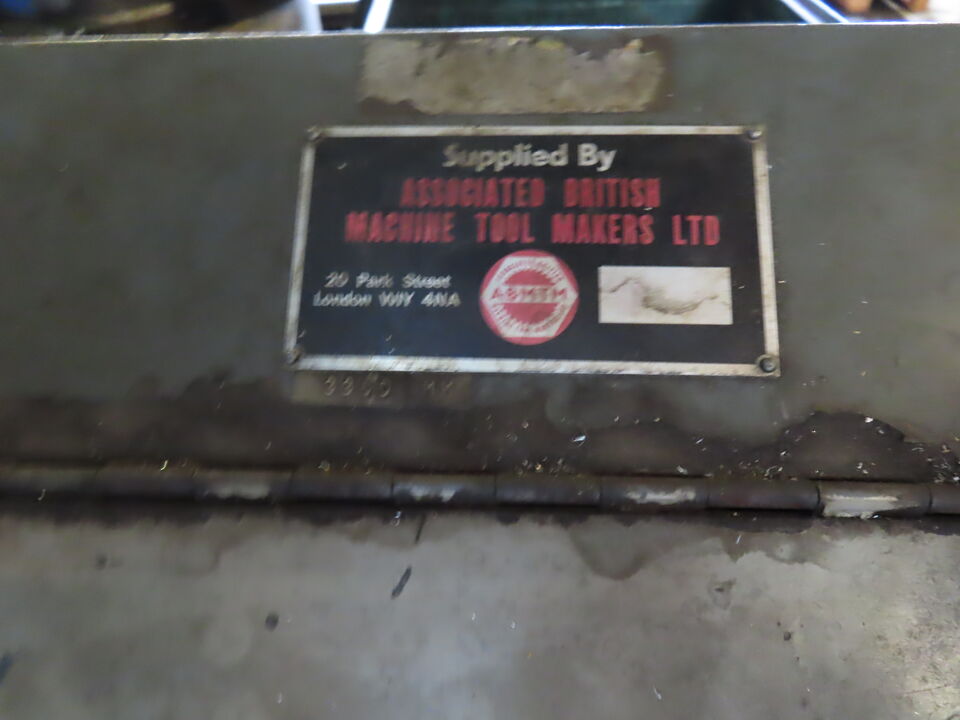 Supplied By
ASSOCIATED BRITISH
MACHINE TOOL MAKERS LTD
20 Park Street
London W1Y 4NA
ABMTM